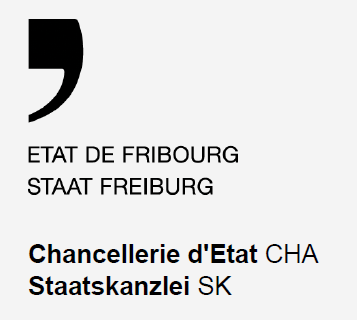 ETAT DE FRIBOURG
STAAT FREIBURG
Chancellerie d'Etat CHA
Staatskanzlei SK